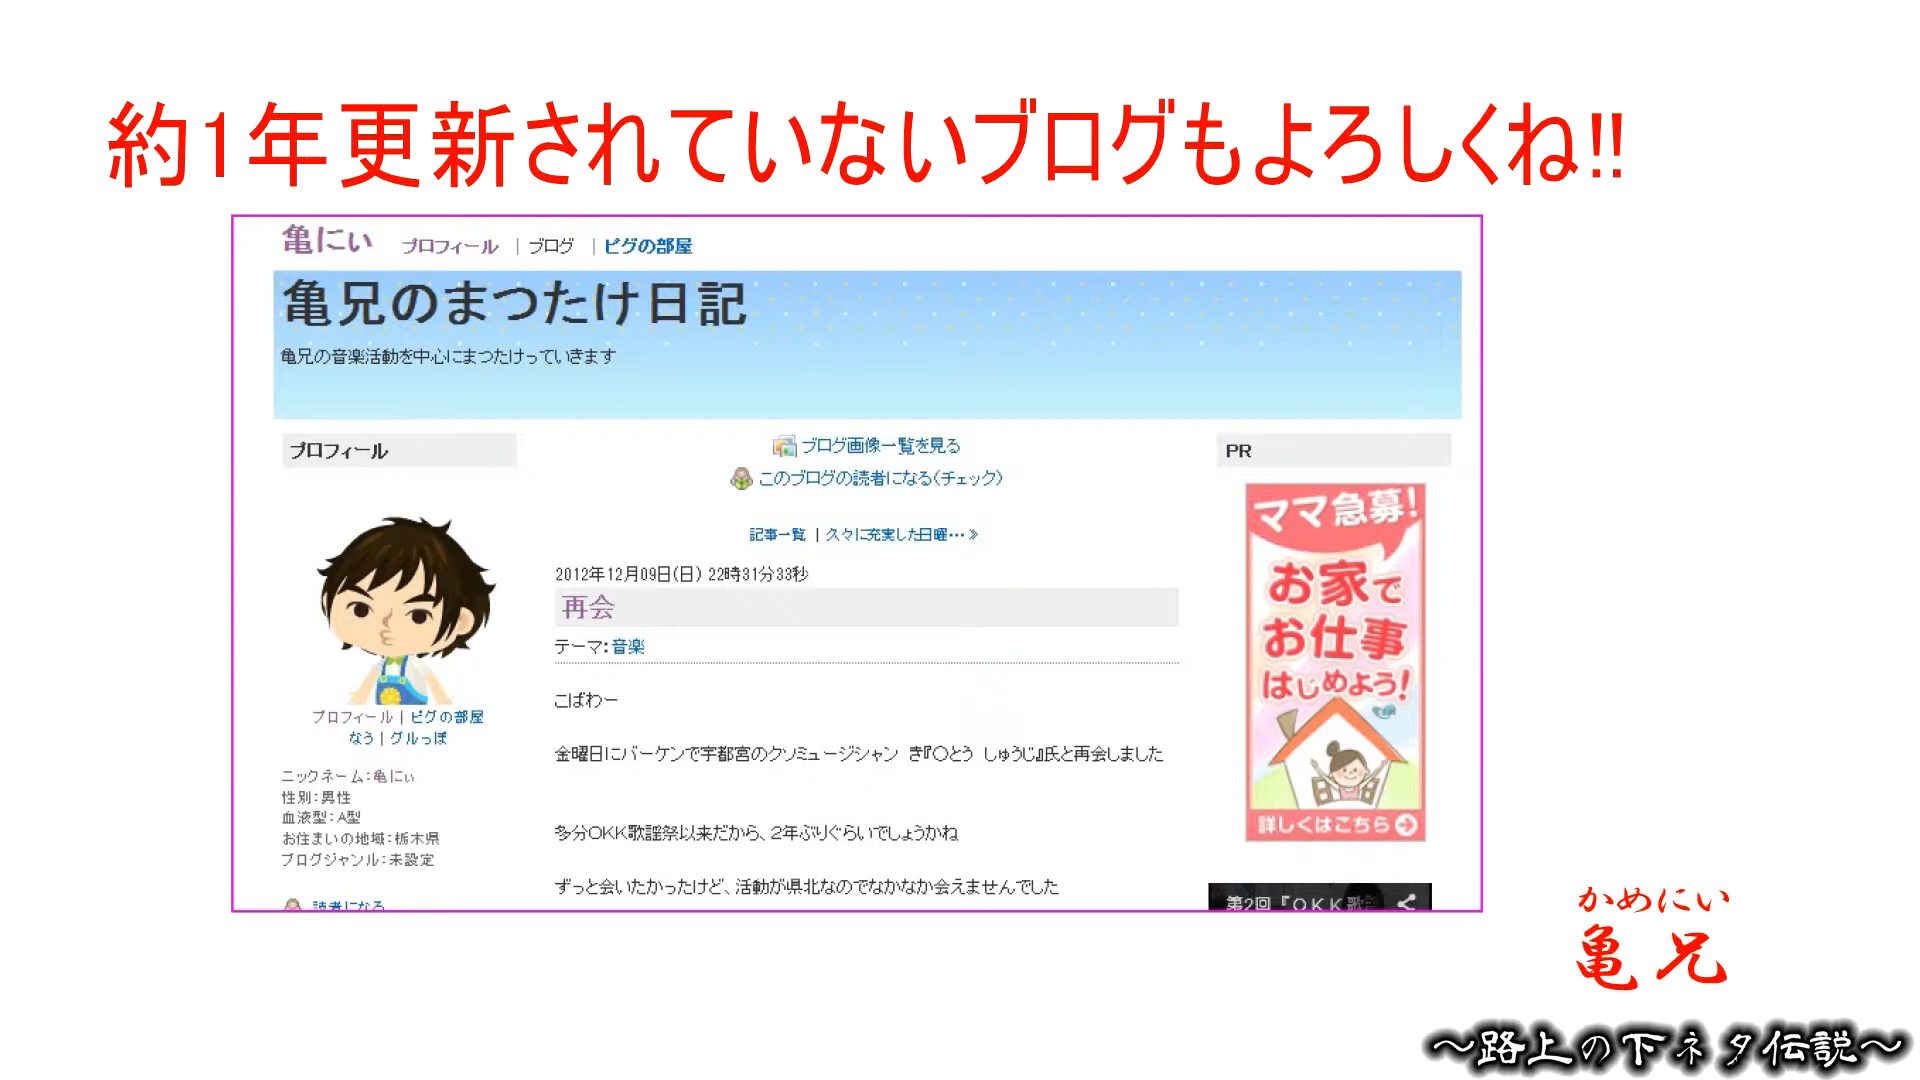 約1年更新されていないブログもよろしくね!!
亀にぃ プロフィール | ブログ | ピグの部屋
亀兄のまつたけ日記
亀兄の音楽活動を中心にまつたけっていきます
プロフィール
プロフィール | ピグの部屋
なう | グルっぽ
ニックネーム：亀にぃ
性別：男性
血液型：A型
お住まいの地域：栃木県
ブログジャンル：未設定
読者になる
ブログ画像一覧を見る
このブログの読者になる(チェック)
記事一覧 | 久々に充実した日曜… »
2012年12月09日(日) 22時31分33秒
再会
テーマ：音楽
こばわー
金曜日にバーケンで宇都宮のクソミュージシャン き『〇とう しゅうじ』氏と再会しました
多分OKK歌謡祭以来だから、2年ぶりぐらいでしょうかね
ずっと会いたかったけど、活動が県北なのでなかなか会えませんでした
PR
ママ急募!
お家で
お仕事
はじめよう!
詳しくはこちら
第2回『OKK歌謡
かめにい
亀兄
～路上の下ネタ伝説～